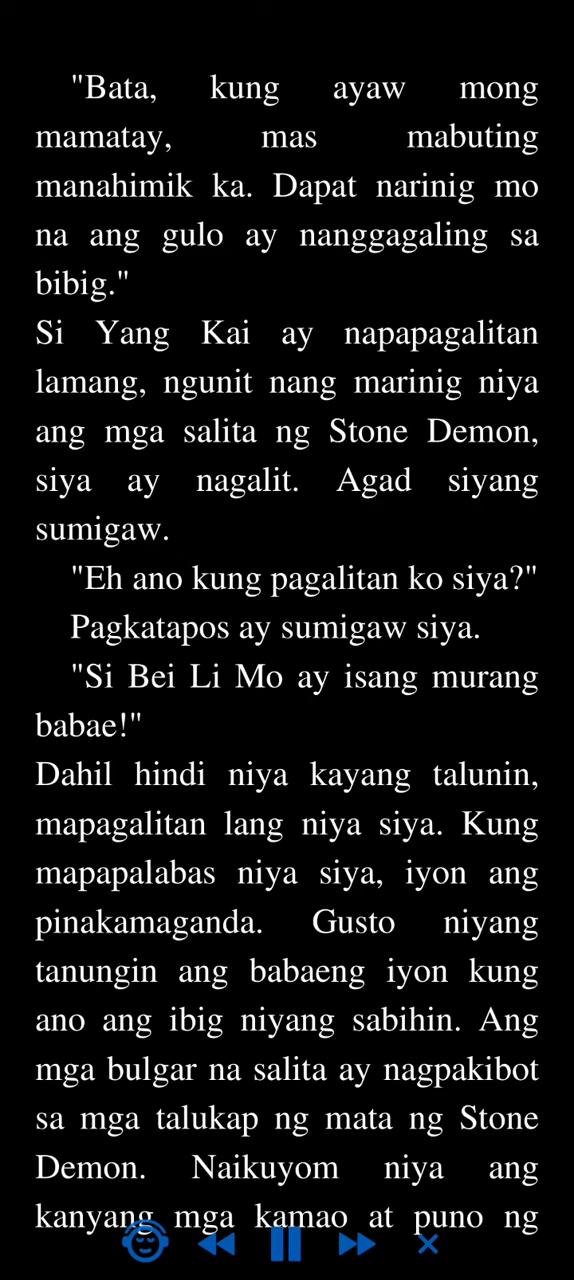 "Bata, kung ayaw mong
mamatay, mas mabuting
manahimik ka. Dapat narinig mo
na ang gulo ay nanggagaling sa
bibig."
Si Yang Kai ay napapagalitan
lamang, ngunit nang marinig niya
ang mga salita ng Stone Demon,
siya ay nagalit. Agad siyang
sumigaw.
"Eh ano kung pagalitan ko siya?"
Pagkatapos ay sumigaw siya.
"Si Bei Li Mo ay isang murang
babae!"
Dahil hindi niya kayang talunin,
mapagalitan lang niya siya. Kung
mapapalabas niya siya, iyon ang
pinakamaganda. Gusto niyang
tanungin ang babaeng iyon kung
ano ang ibig niyang sabihin. Ang
mga bulgar na salita ay nagpakibot
sa mga talukap ng mata ng Stone
Demon. Naikuyom niya ang
kanyang mga kamao at puno ng